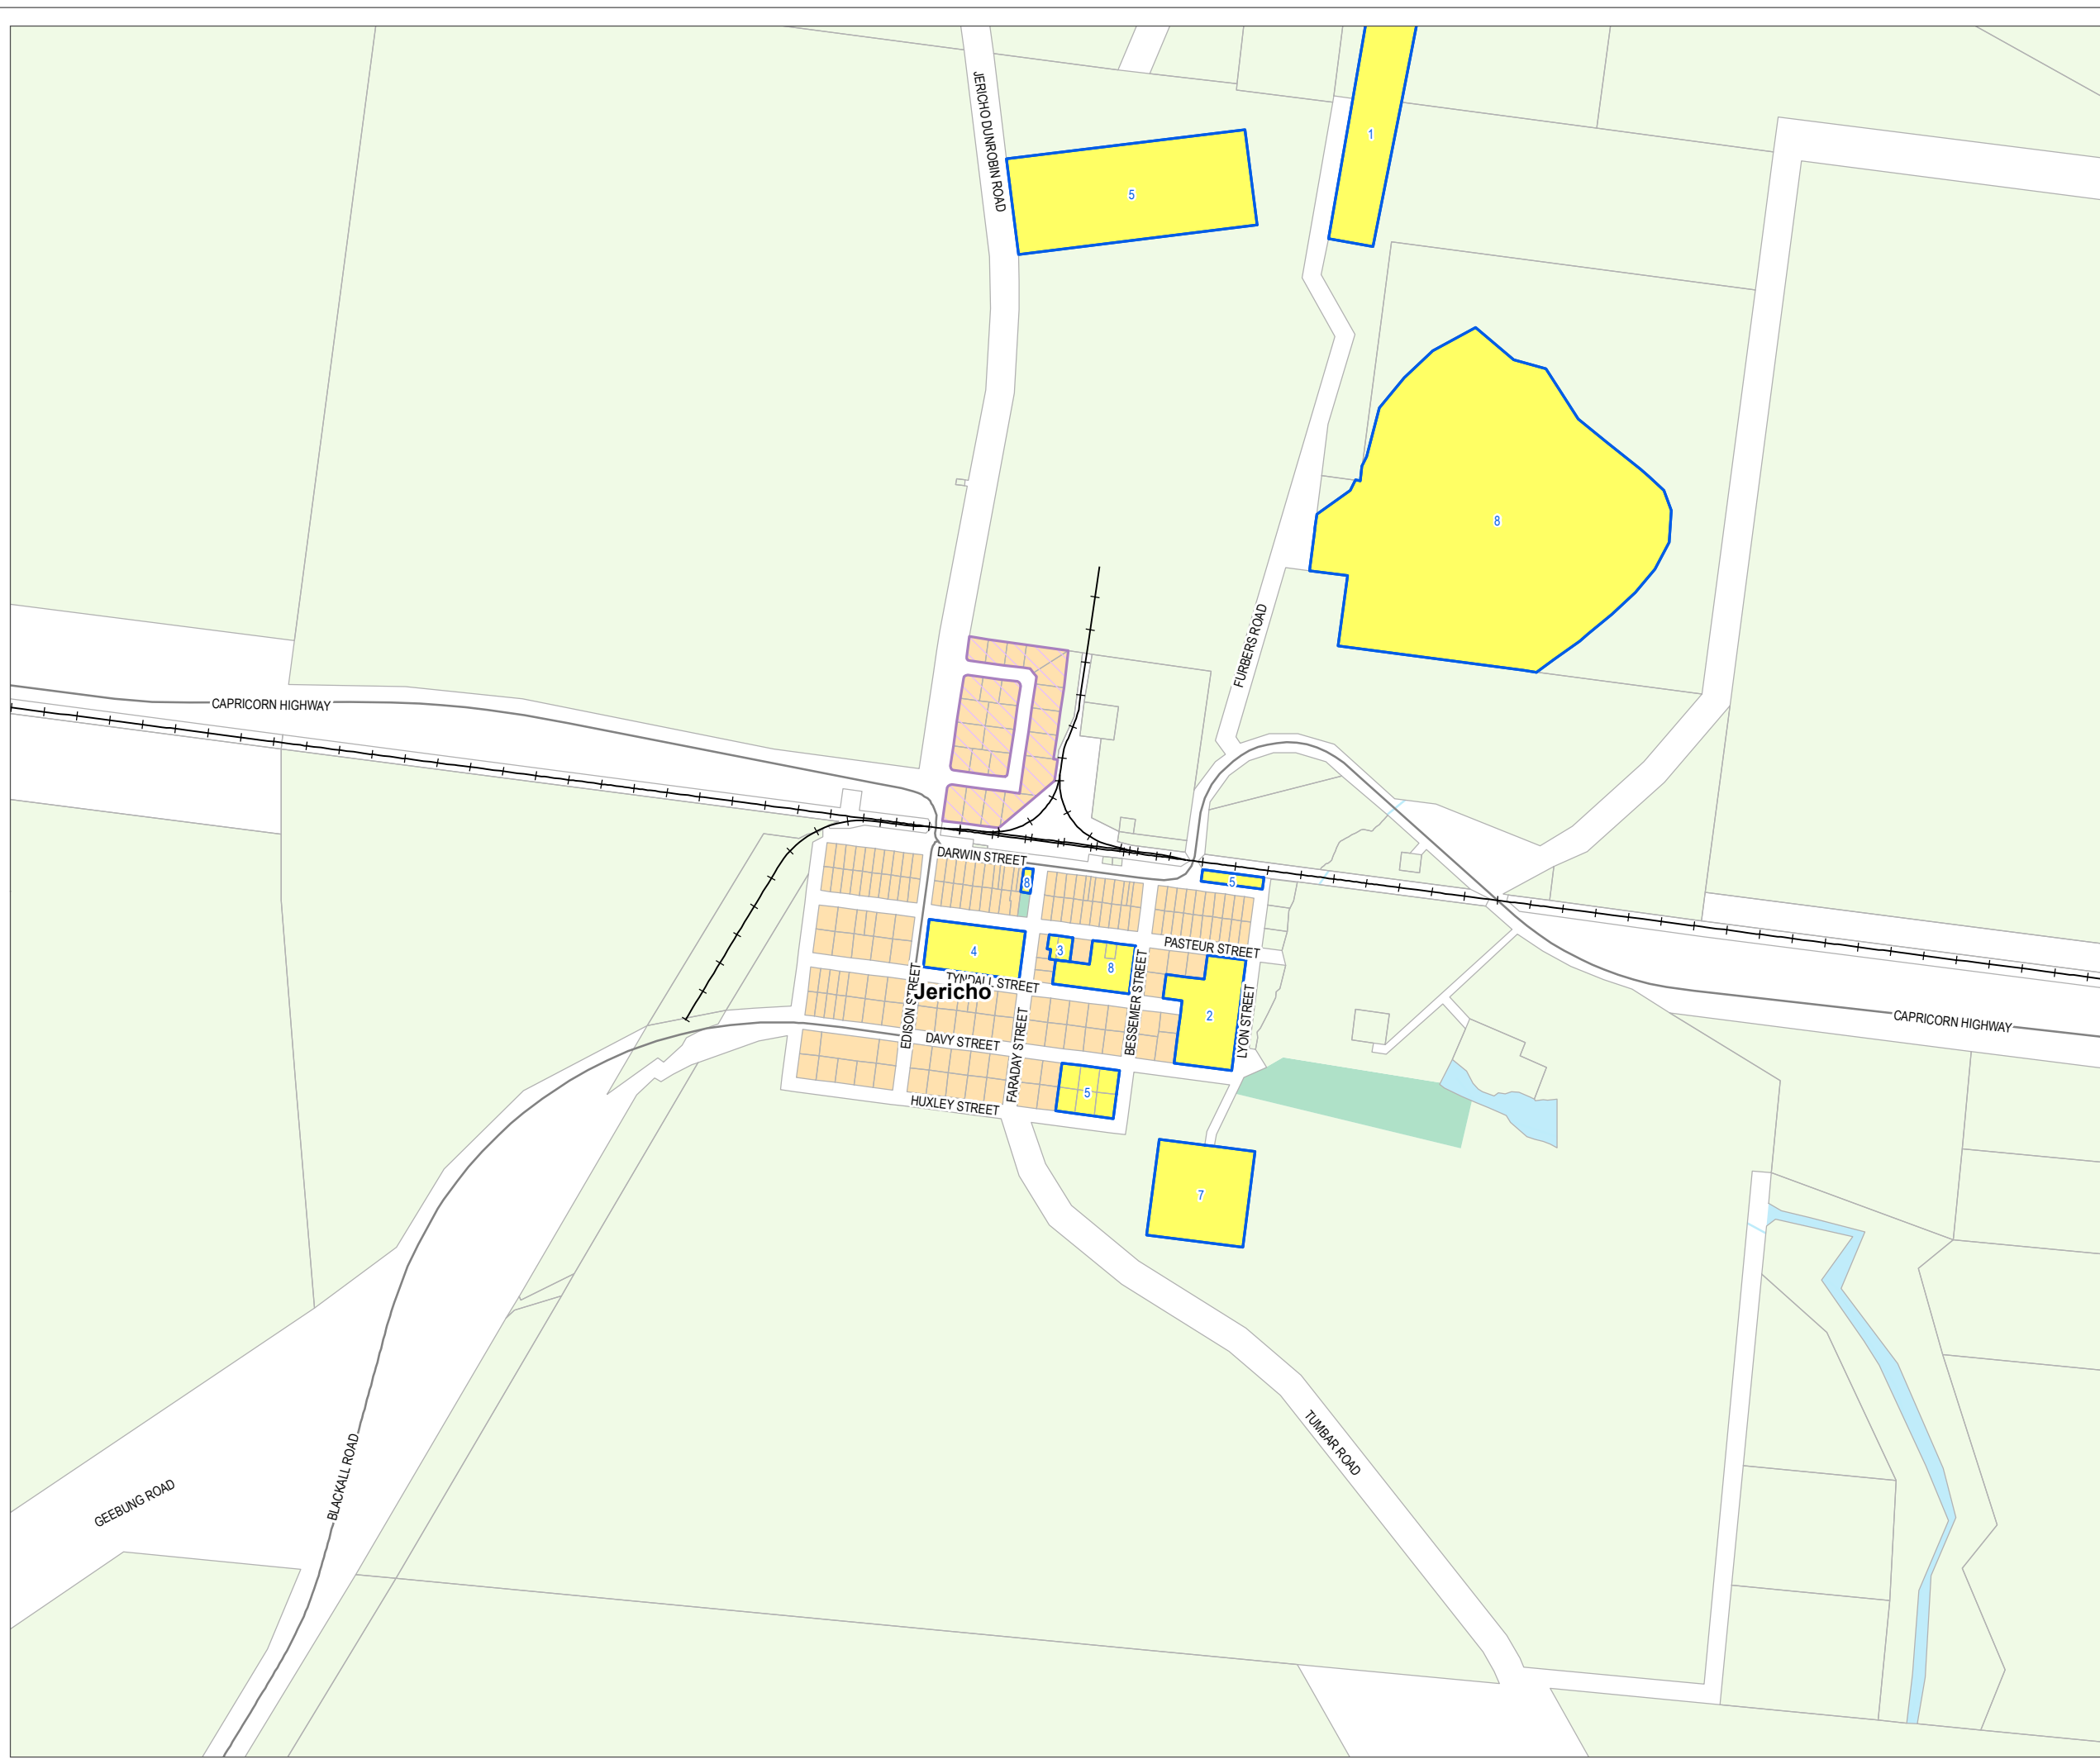 JERICHO DUNROBIN ROAD
1
5
8
FURBERS ROAD
CAPRICORN HIGHWAY
DARWIN STREET
8
5
PASTEUR STREET
4
3
8
TYNDALL STREET
Jericho
EDISON STREET
BESSEMER STREET
2
LYON STREET
CAPRICORN HIGHWAY
DAVY STREET
FARADAY STREET
5
HUXLEY STREET
7
TUMBAR ROAD
BLACKALL ROAD
GEEBUNG ROAD